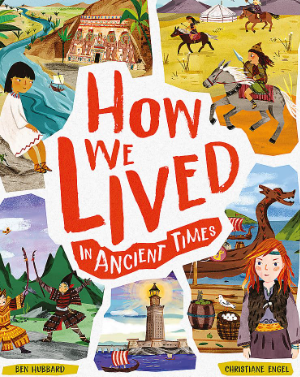 HOW
WE
LIVED
IN ANCIENT TIMES
BEN HUBBARD
CHRISTIANE ENGEL